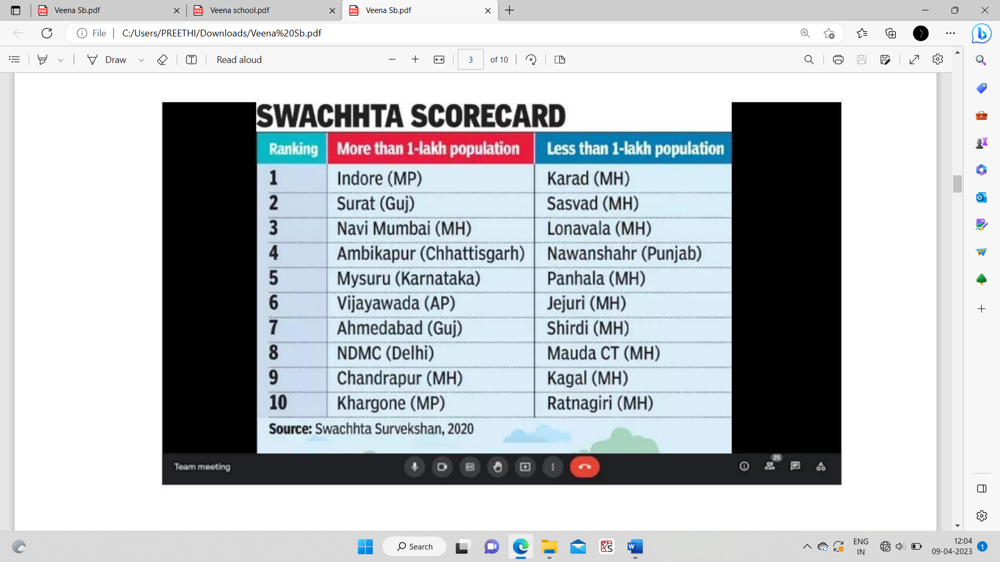 Veena Sb.pdf
Veena school.pdf
Veena Sb.pdf
File
C:/Users/PREETHI/Downloads/Veena%20Sb.pdf
Draw
Read aloud
3
of 10
SWACHHTA SCORECARD
Ranking More than 1-lakh population Less than 1-lakh population
1 Indore (MP) Karad (MH)
2 Surat (Guj) Sasvad (MH)
3 Navi Mumbai (MH) Lonavala (MH)
4 Ambikapur (Chhattisgarh) Nawanshahr (Punjab)
5 Mysuru (Karnataka) Panhala (MH)
6 Vijayawada (AP) Jejuri (MH)
7 Ahmedabad (Guj) Shirdi (MH)
8 NDMC (Delhi) Mauda CT (MH)
9 Chandrapur (MH) Kagal (MH)
10 Khargone (MP) Ratnagiri (MH)
Source: Swachhta Survekshan, 2020
Team meeting
25
Search
ENG
IN
12:04
09-04-2023
1